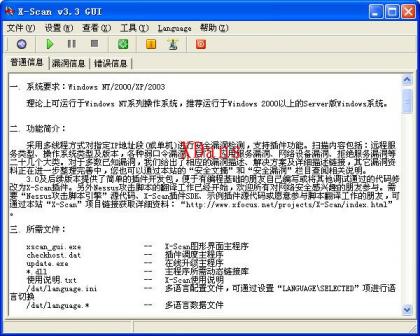 X-Scan v3.3 GUI
文件(V) 设置(W) 查看(X) 工具(Y) Language 帮助(Z)
普通信息 漏洞信息 错误信息
一. 系统要求：Windows NT/2000/XP/2003
理论上可运行于Windows NT系列操作系统，推荐运行于Windows 2000以上的Server版Windows系统。
二. 功能简介：
采用多线程方式对指定IP地址段(或单机)进行安全漏洞检测，支持插件功能。扫描内容包括：远程服
务类型、操作系统类型及版本，各种弱口令漏洞、
服务漏洞、网络设备漏洞、拒绝服务漏洞等
二十几个大类。对于多数已知漏洞，我们给出了相应的漏洞描述、解决方案及详细描述链接，其它漏洞资
料正在进一步整理完善中，您也可以通过本站的“安全文摘”和“安全漏洞”栏目查阅相关说明。
3.0及后续版本提供了简单的插件开发包，便于有编程基础的朋友自己编写或将其他调试通过的代码修
改为X-Scan插件。另外Nessus攻击脚本的翻译工作已经开始，欢迎所有对网络安全感兴趣的朋友参与。需
要“Nessus攻击脚本引擎”源代码、X-Scan插件SDK、示例插件源代码或愿意参与脚本翻译工作的朋友，可
通过本站“X-Scan”项目链接获取详细资料：“http://www.xfocus.net/projects/X-Scan/index.html”
。
三. 所需文件：
xscan_gui.exe -- X-Scan图形界面主程序
checkhost.dat -- 插件调度主程序
update.exe -- 在线升级主程序
*.dll -- 主程序所需动态链接库
使用说明.txt -- X-Scan使用说明
/dat/language.ini -- 多语言配置文件，可通过设置“LANGUAGE\SELECTED”项进行语
言切换
/dat/language.* -- 多语言数据文件